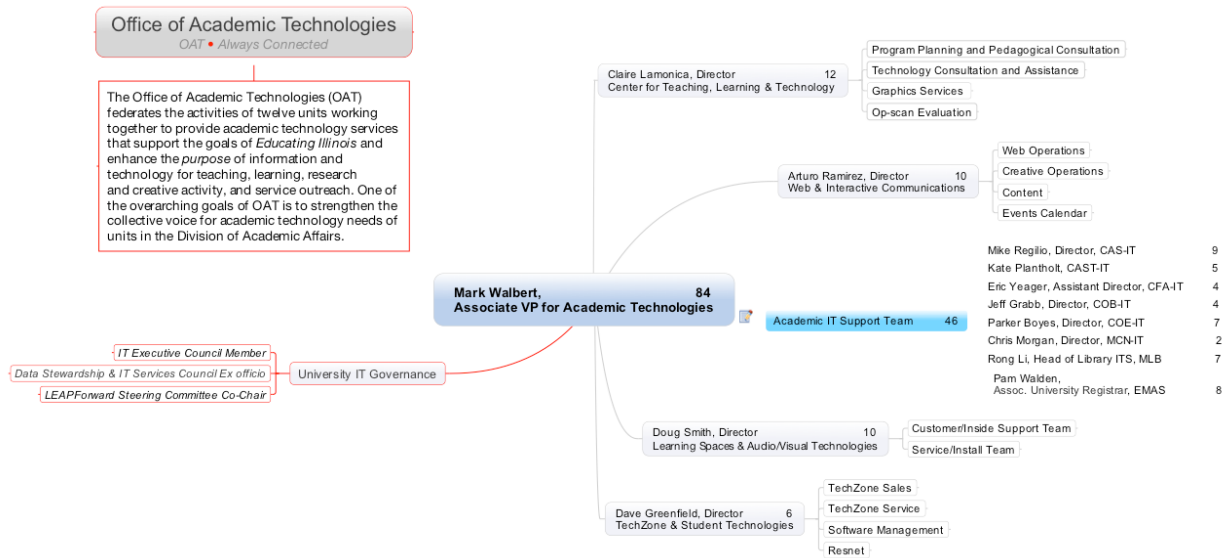 Office of Academic Technologies
OAT • Always Connected
The Office of Academic Technologies (OAT)
federates the activities of twelve units working
together to provide academic technology services
that support the goals of Educating Illinois and
enhance the purpose of information and
technology for teaching, learning, research
and creative activity, and service outreach. One of
the overarching goals of OAT is to strengthen the
collective voice for academic technology needs of
units in the Division of Academic Affairs.
Mark Walbert, 84
Associate VP for Academic Technologies
University IT Governance
IT Executive Council Member
Data Stewardship & IT Services Council Ex officio
LEAPForward Steering Committee Co-Chair
Claire Lamonica, Director 12
Center for Teaching, Learning & Technology
Program Planning and Pedagogical Consultation
Technology Consultation and Assistance
Graphics Services
Op-scan Evaluation
Arturo Ramirez, Director 10
Web & Interactive Communications
Web Operations
Creative Operations
Content
Events Calendar
Academic IT Support Team 46
Mike Regilio, Director, CAS-IT 9
Kate Plantholt, CAST-IT 5
Eric Yeager, Assistant Director, CFA-IT 4
Jeff Grabb, Director, COB-IT 4
Parker Boyes, Director, COE-IT 7
Chris Morgan, Director, MCN-IT 2
Rong Li, Head of Library ITS, MLB 7
Pam Walden,
Assoc. University Registrar, EMAS 8
Doug Smith, Director 10
Learning Spaces & Audio/Visual Technologies
Customer/Inside Support Team
Service/Install Team
Dave Greenfield, Director 6
TechZone & Student Technologies
TechZone Sales
TechZone Service
Software Management
Resnet